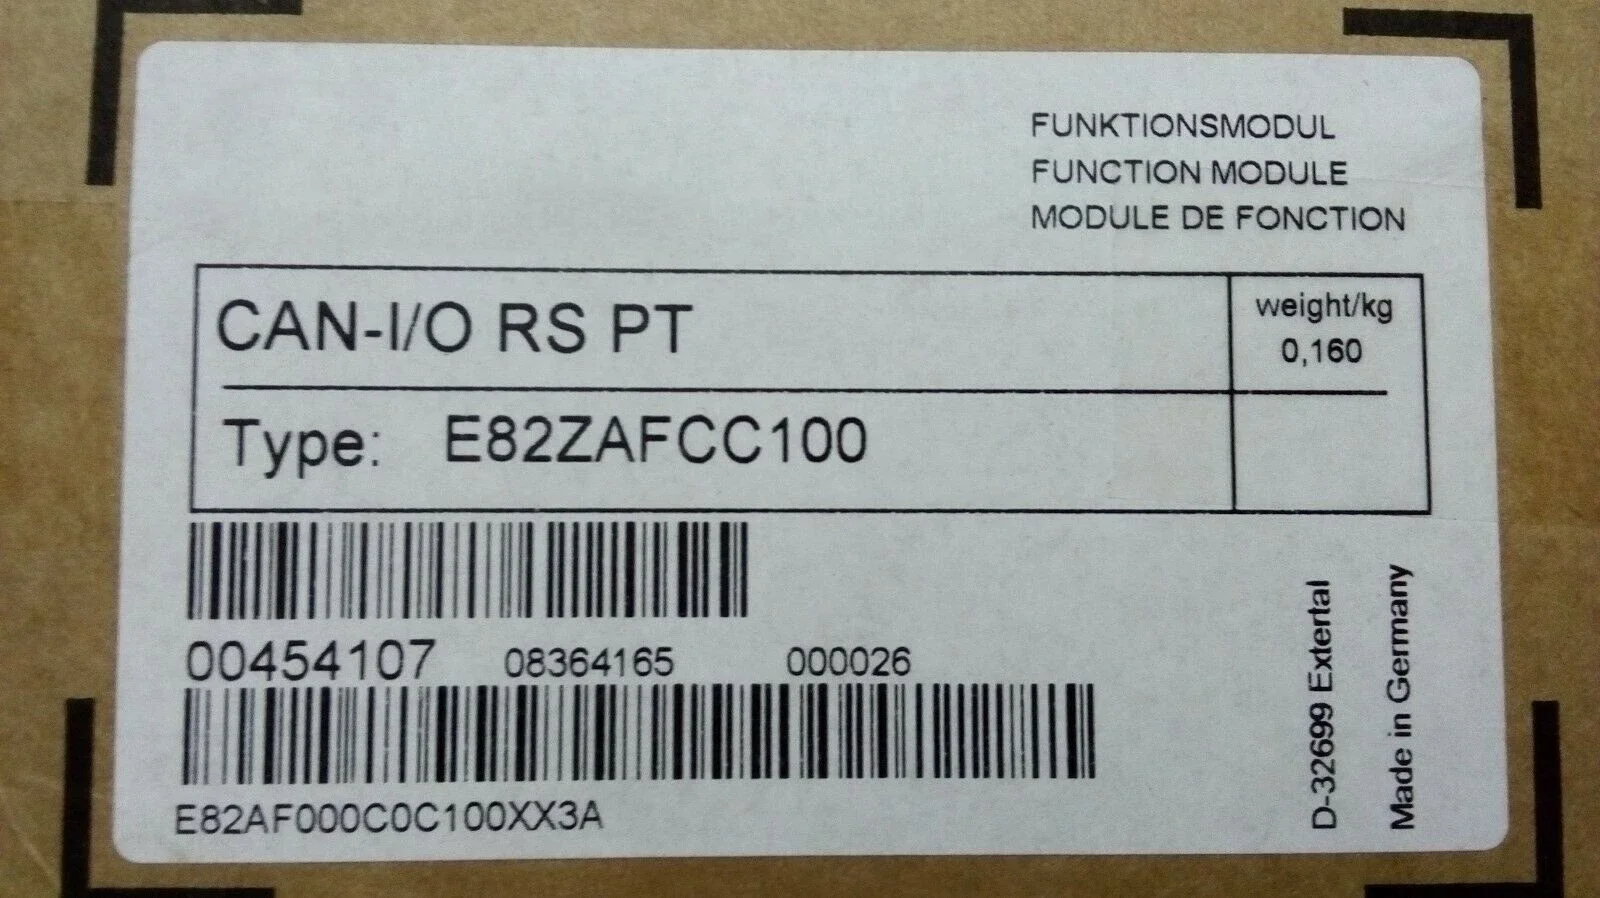 FUNKTIONSMODUL
FUNCTION MODULE
MODULE DE FONCTION
CAN-I/O RS PT
weight/kg
0,160
Type: E82ZAFCC100
00454107 08364165 000026
E82AF000C0C100XX3A
D-32699 Extertal
Made in Germany